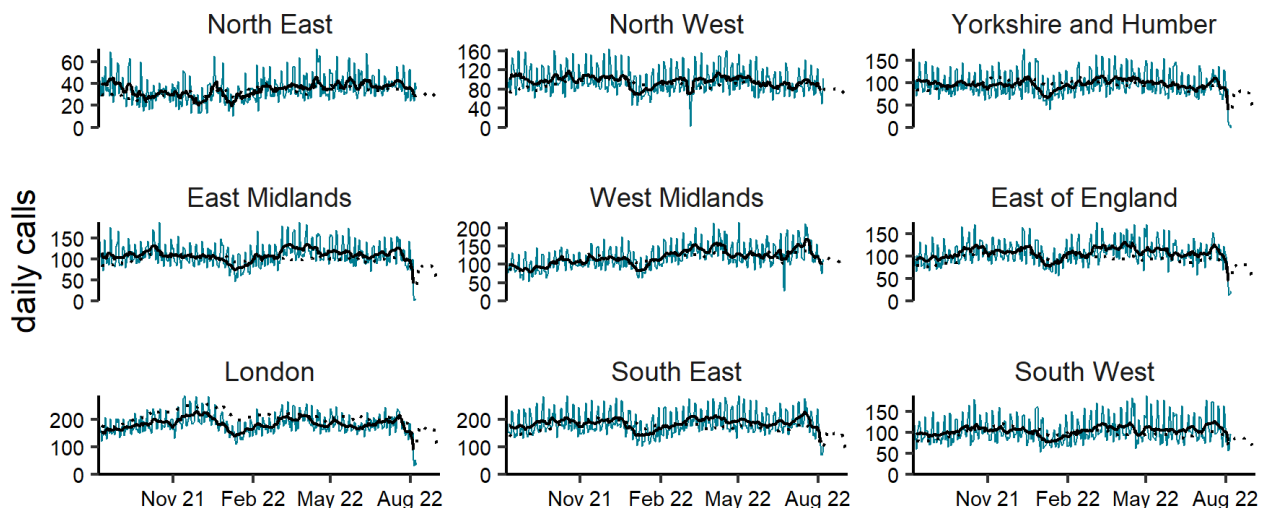 North East
North West
Yorkshire and Humber
60
40
20
0
160
120
80
40
0
150
100
50
0
daily calls
East Midlands
West Midlands
East of England
150
100
50
0
200
150
100
50
0
150
100
50
0
London
South East
South West
200
100
0
200
100
0
150
100
50
0
Nov 21 Feb 22 May 22 Aug 22
Nov 21 Feb 22 May 22 Aug 22
Nov 21 Feb 22 May 22 Aug 22